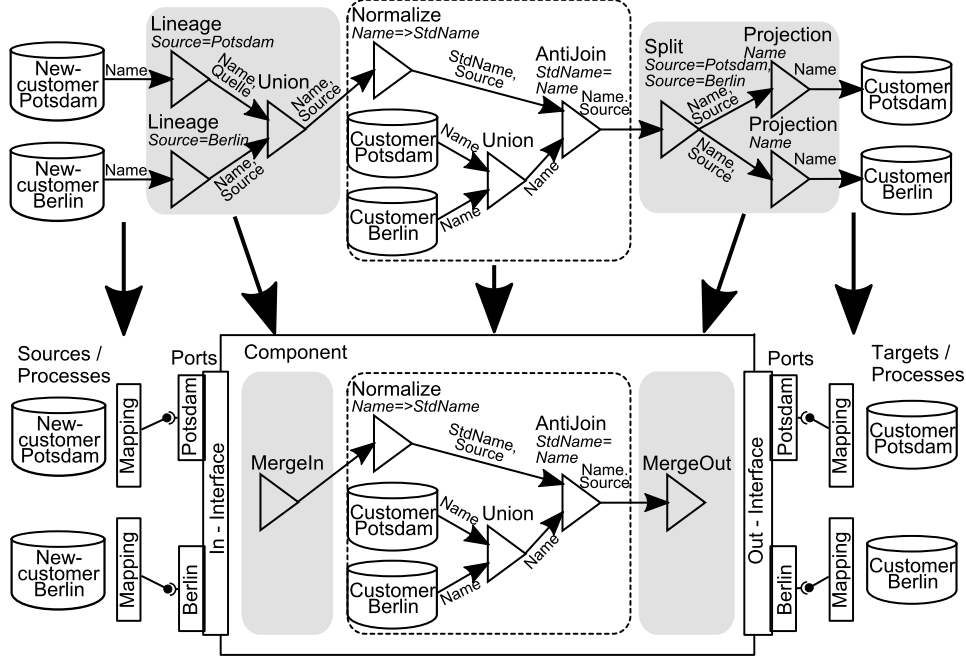 Lineage
Source=Potsdam
New-
customer
Potsdam
Name
Name,
Quelle,
Union
Name,
Source
Lineage
Source=Berlin
New-
customer
Berlin
Name
Name,
Source
Normalize
Name=>StdName
StdName,
Source
AntiJoin
StdName=
Name
Name.
Source
Customer
Potsdam
Name
Union
Customer
Berlin
Name
Name
Split
Source=Potsdam,
Source=Berlin
Name,
Source
Name,
Source
Projection
Name
Name
Customer
Potsdam
Projection
Name
Name
Customer
Berlin
Sources /
Processes
Ports
Component
Ports
Targets /
Processes
New-
customer
Potsdam
Mapping
Potsdam
New-
customer
Berlin
Mapping
Berlin
In - Interface
MergeIn
Normalize
Name=>StdName
StdName,
Source
AntiJoin
StdName=
Name
Name.
Source
Customer
Potsdam
Name
Union
Customer
Berlin
Name
Name
MergeOut
Out - Interface
Potsdam
Mapping
Customer
Potsdam
Berlin
Mapping
Customer
Berlin